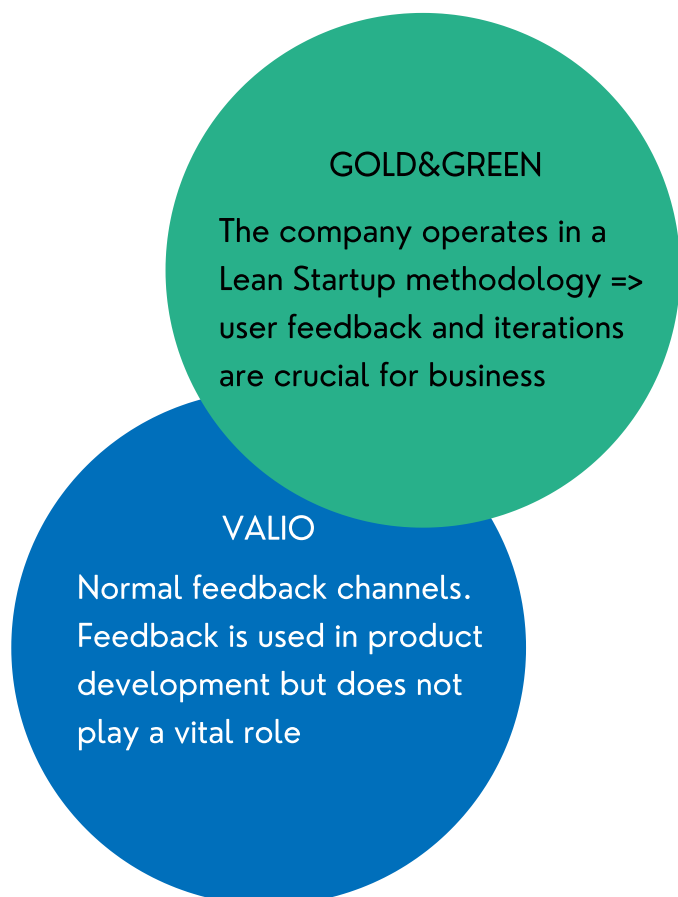 GOLD&GREEN
The company operates in a
Lean Startup methodology =>
user feedback and iterations
are crucial for business
VALIO
Normal feedback channels.
Feedback is used in product
development but does not
play a vital role